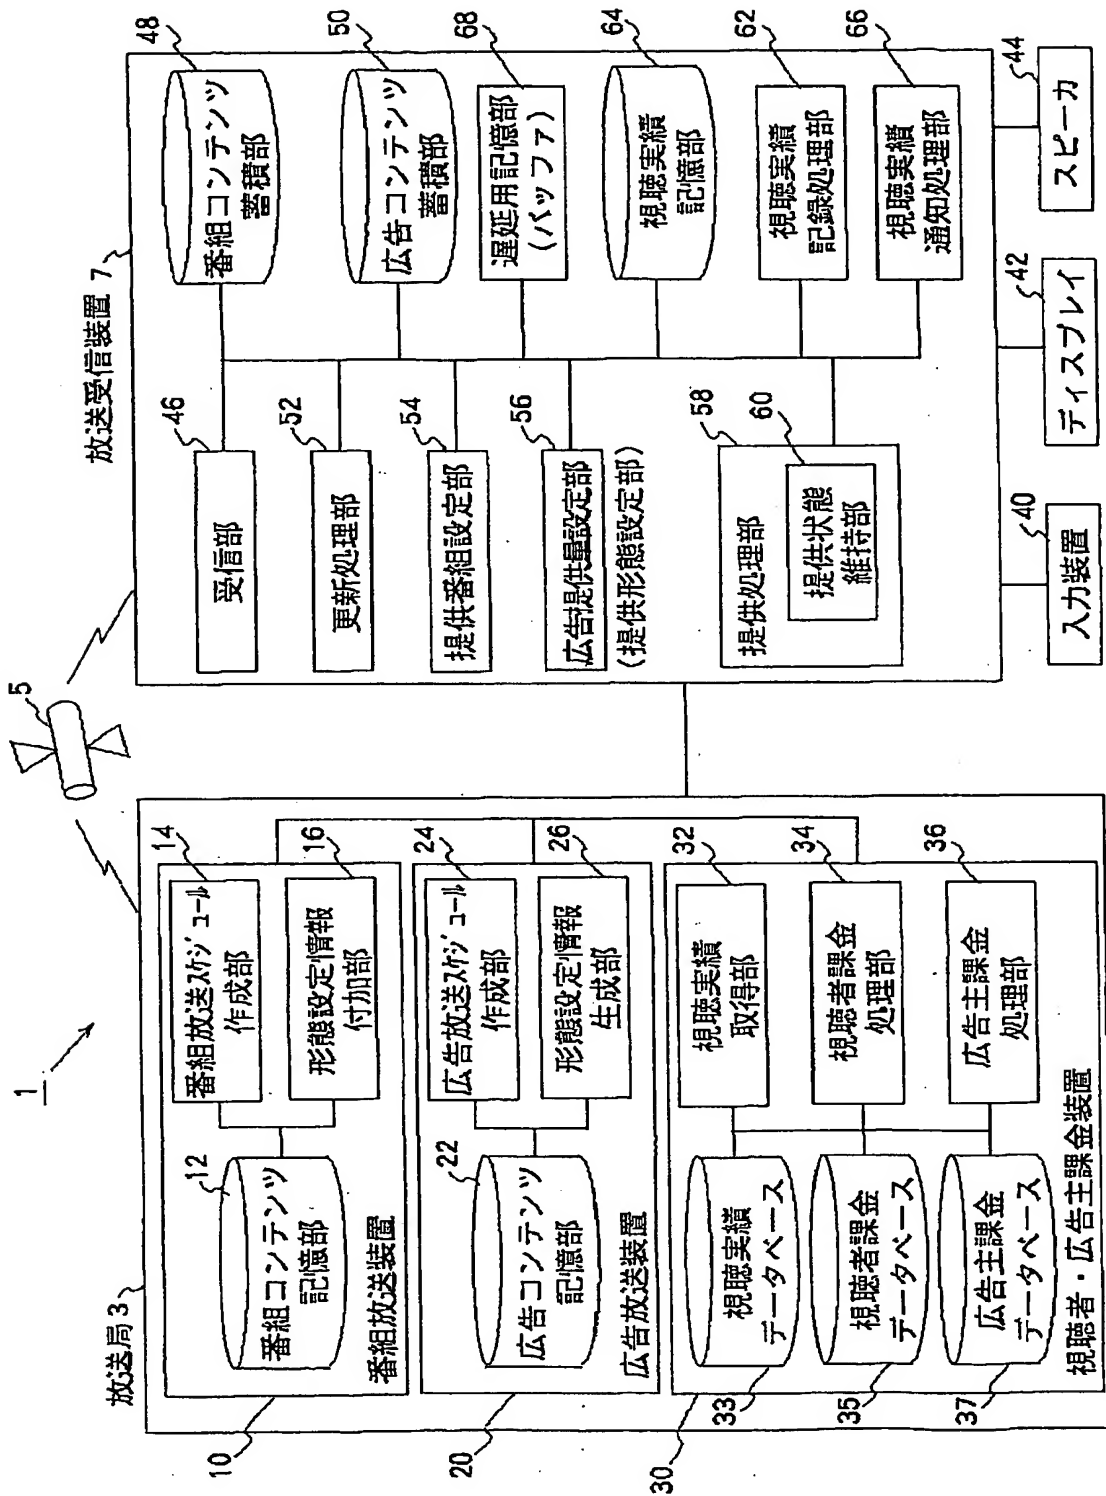 1
5
放送局3
10
12
番組コンテンツ
記憶部
14
番組放送スケジュール
作成部
16
形態設定情報
付加部
番組放送装置
20
22
広告コンテンツ
記憶部
24
広告放送スケジュール
作成部
26
形態設定情報
生成部
広告放送装置
30
視聴実績
データベース
33
32
視聴実績
取得部
視聴者課金
データベース
35
34
視聴者課金
処理部
広告主課金
データベース
37
36
広告主課金
処理部
視聴者・広告主課金装置
放送受信装置 7
46
受信部
52
更新処理部
54
提供番組設定部
56
広告提供量設定部
(提供形態設定部)
58
提供処理部
60
提供状態
維持部
48
番組コンテンツ
蓄積部
50
広告コンテンツ
蓄積部
68
遅延用記憶部
(バッファ)
64
視聴実績
記憶部
62
視聴実績
記録処理部
66
視聴実績
通知処理部
40
入力装置
42
ディスプレイ
44
スピーカ